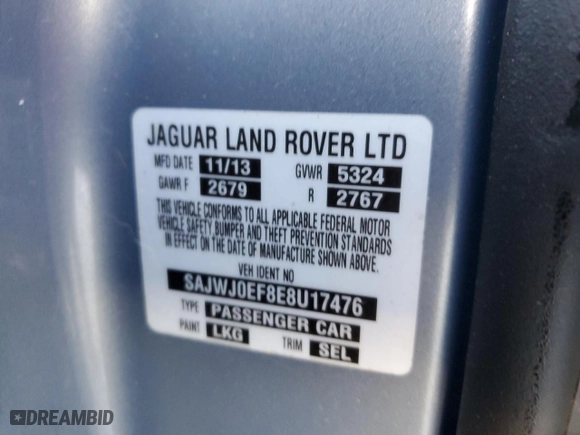 JAGUAR LAND ROVER LTD
MFD DATE 11/13 GVWR 5324
GAWR F 2679 R 2767
THIS VEHICLE CONFORMS TO ALL APPLICABLE FEDERAL MOTOR
VEHICLE SAFETY, BUMPER AND THEFT PREVENTION STANDARDS
IN EFFECT ON THE DATE OF MANUFACTURE SHOWN ABOVE.
VEH IDENT NO
SAJWJ0EF8E8U17476
TYPE PASSENGER CAR
PAINT LKG TRIM SEL
DREAMBID